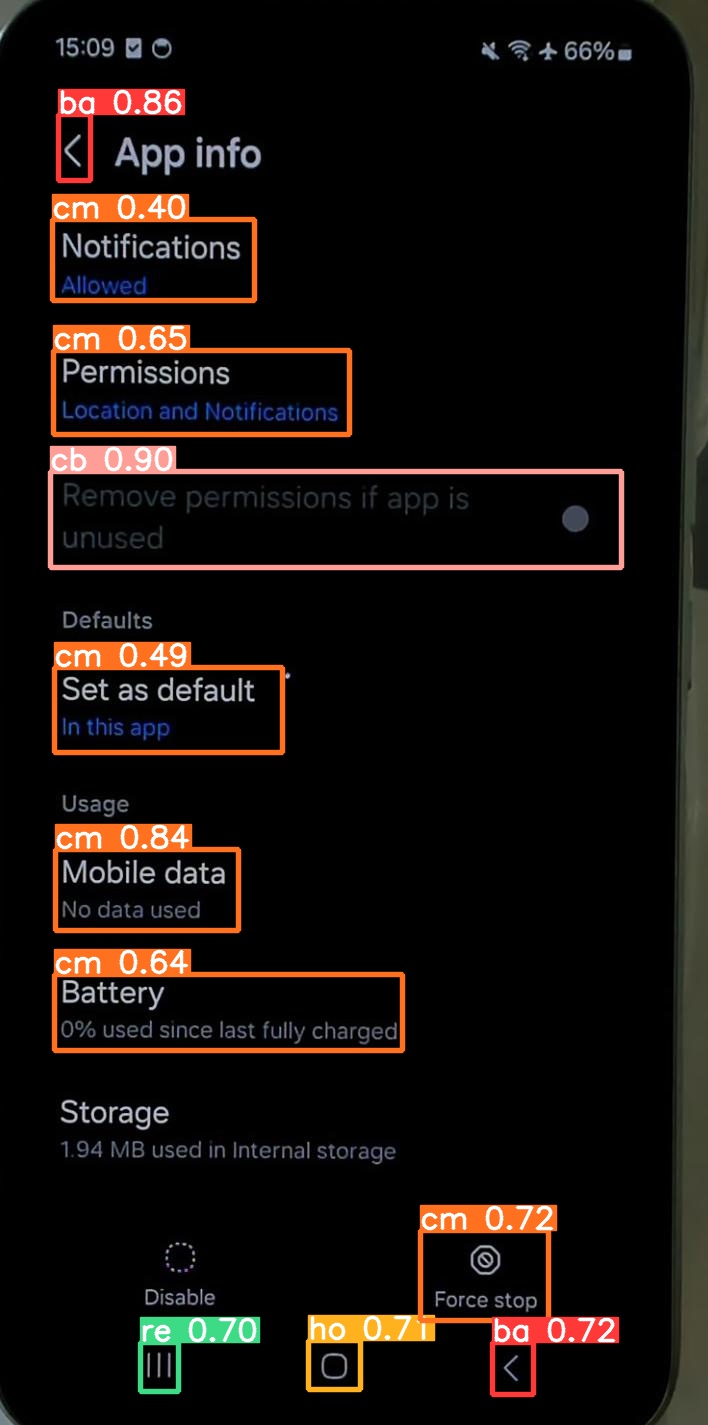 15:09
66%
ba 0.86
App info
cm 0.40
Notifications
Allowed
cm 0.65
Permissions
Location and Notifications
cb 0.90
Remove permissions if app is
unused
Defaults
cm 0.49
Set as default
In this app
Usage
cm 0.84
Mobile data
No data used
cm 0.64
Battery
0% used since last fully charged
Storage
1.94 MB used in Internal storage
cm 0.72
Disable
Force stop
re 0.70
ho 0.71
ba 0.72